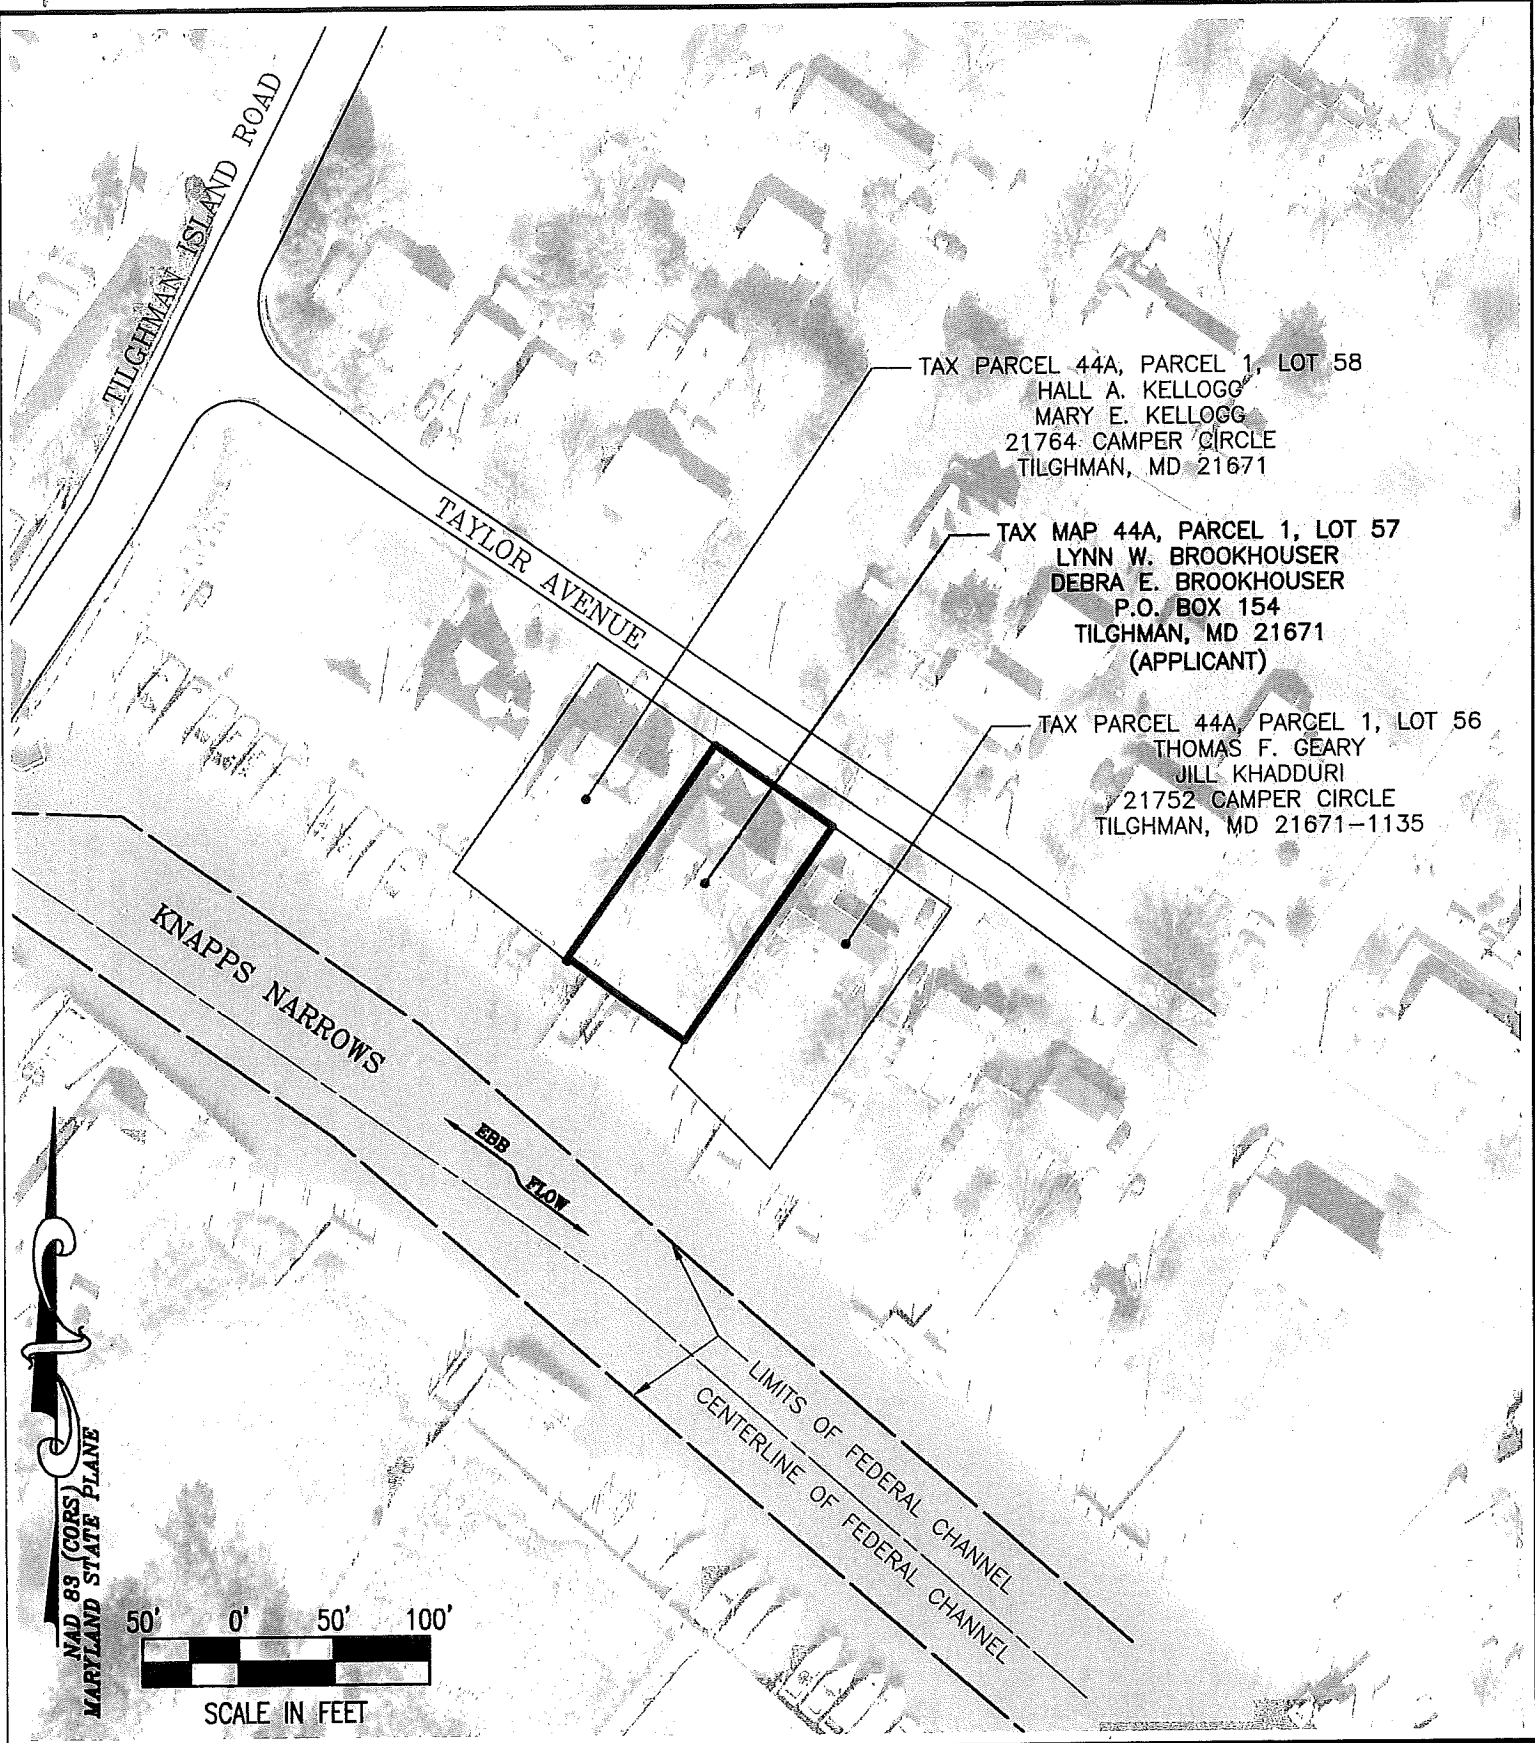 TILGHMAN ISLAND ROAD
TAX PARCEL 44A, PARCEL 1, LOT 58
HALL A. KELLOGG
MARY E. KELLOGG
21764 CAMPER CIRCLE
TILGHMAN, MD 21671
TAYLOR AVENUE
TAX MAP 44A, PARCEL 1, LOT 57
LYNN W. BROOKHOUSER
DEBRA E. BROOKHOUSER
P.O. BOX 154
TILGHMAN, MD 21671
(APPLICANT)
TAX PARCEL 44A, PARCEL 1, LOT 56
THOMAS F. GEARY
JILL KHADDURI
21752 CAMPER CIRCLE
TILGHMAN, MD 21671-1135
KNAPPS NARROWS
EBB
FLOW
LIMITS OF FEDERAL CHANNEL
CENTERLINE OF FEDERAL CHANNEL
NAD 83 (CORS)
MARYLAND STATE PLANE
50' 0' 50' 100'
SCALE IN FEET